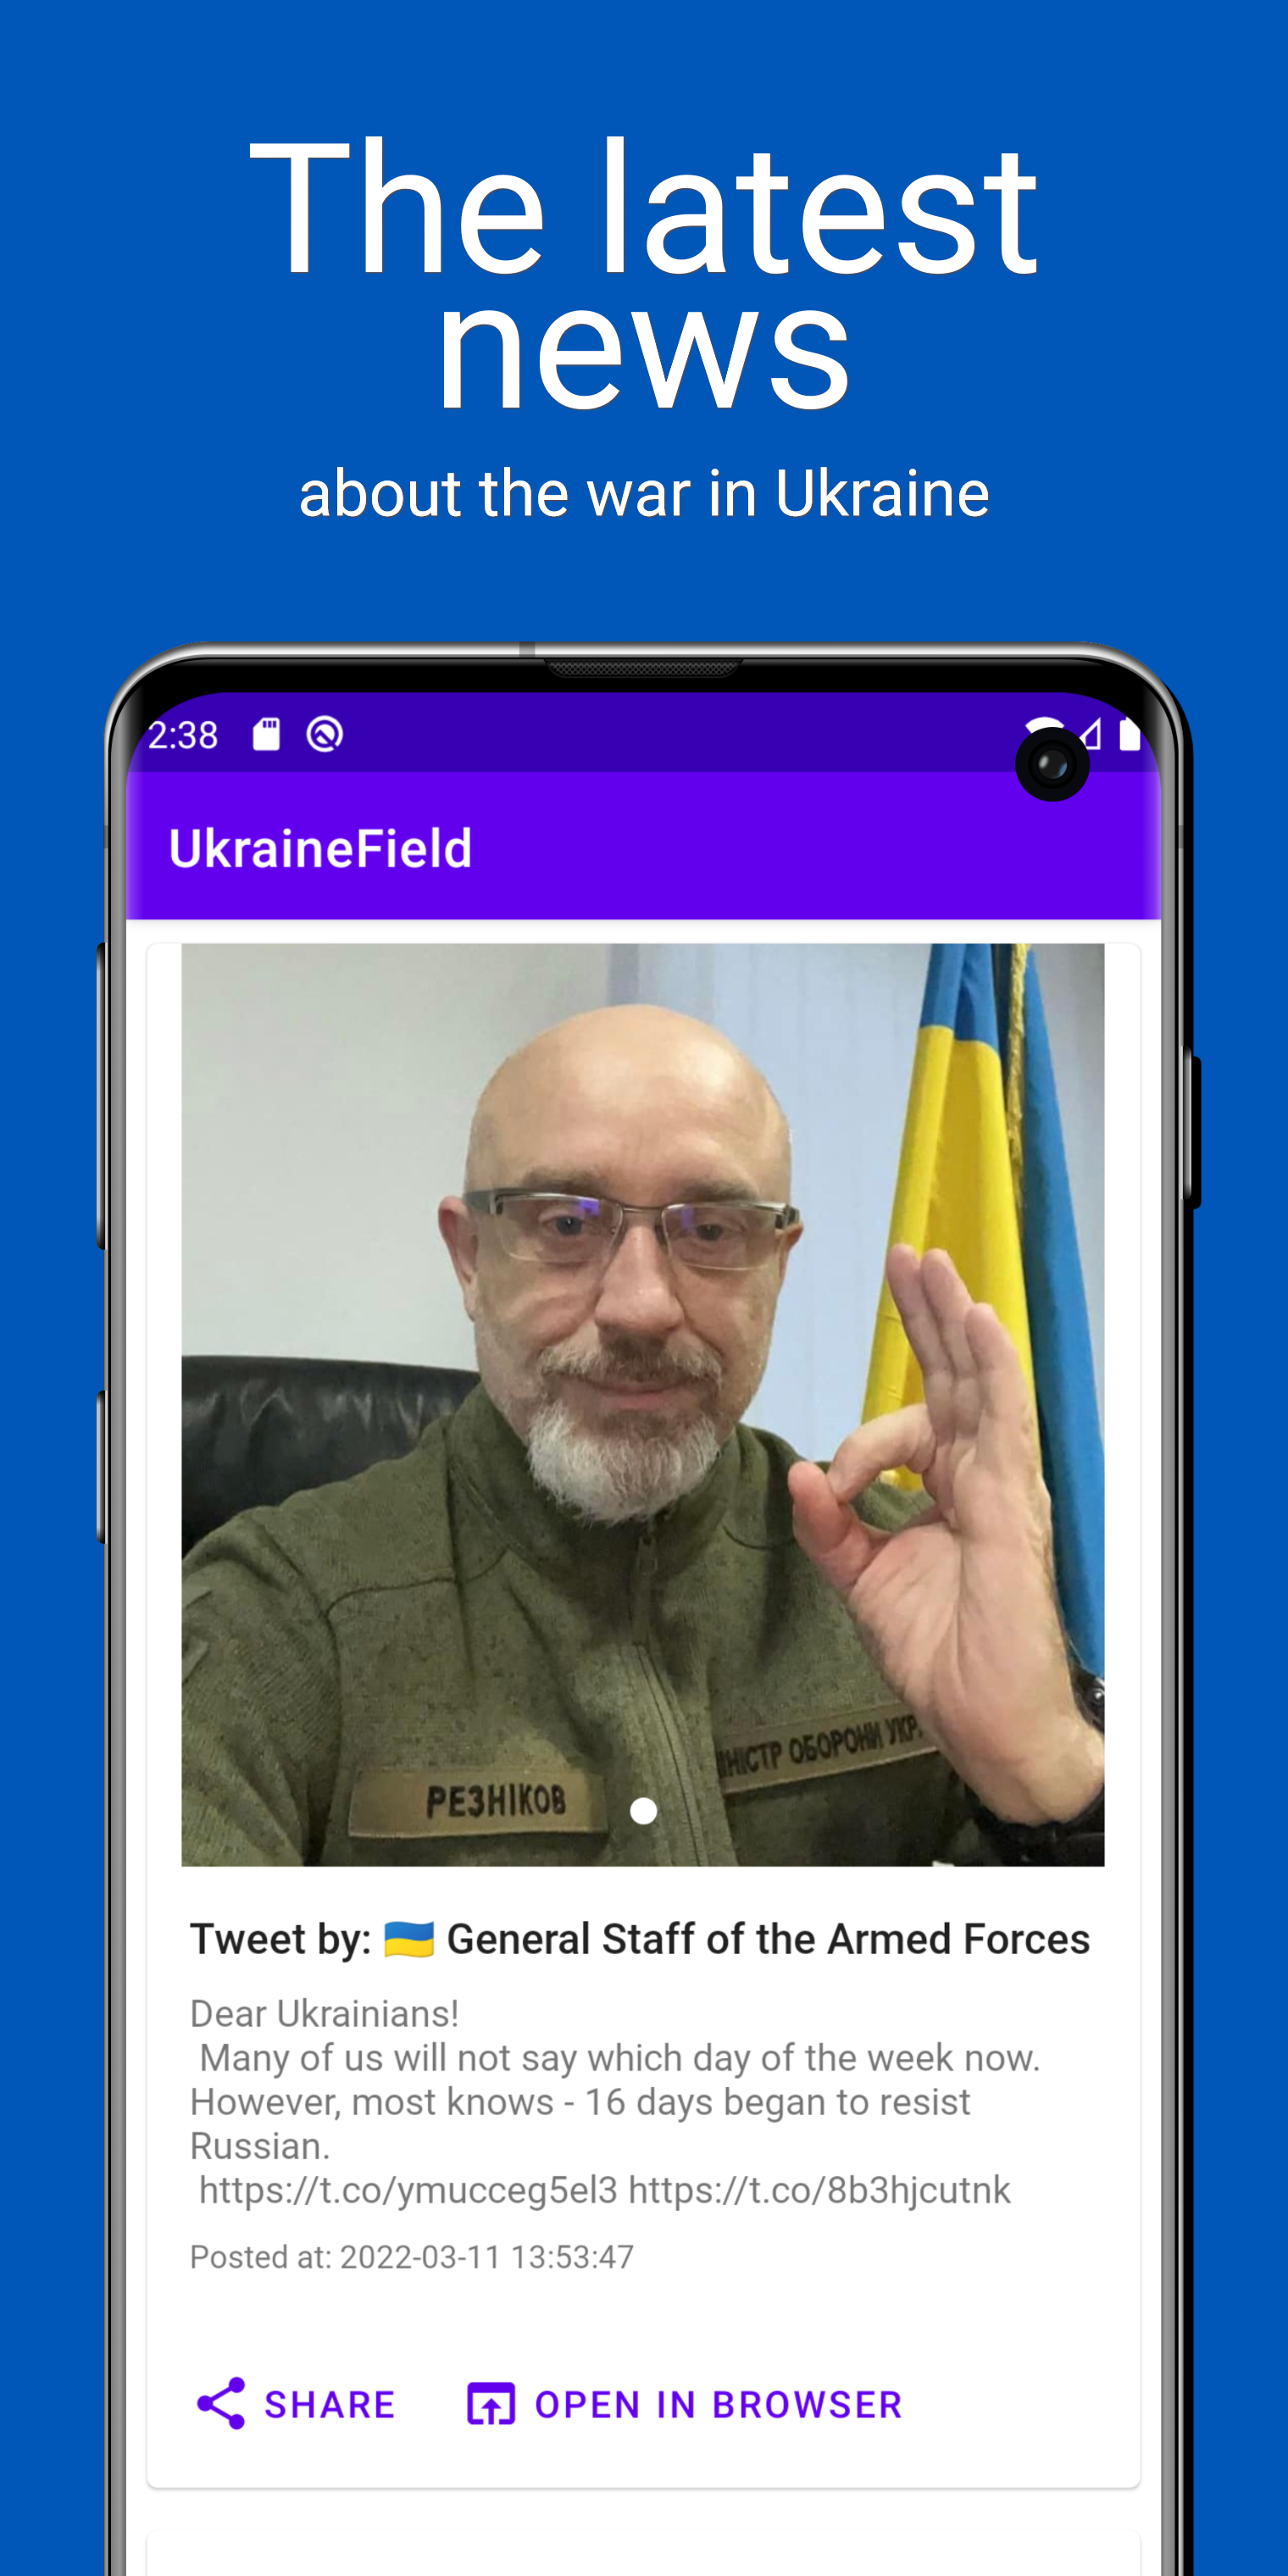 The latest
news
about the war in Ukraine
2:38
UkraineField
РЕЗНІКОВ
ОБОРОНИ
Tweet by: 🇺🇦 General Staff of the Armed Forces
Dear Ukrainians!
Many of us will not say which day of the week now.
However, most knows - 16 days began to resist
Russian.
https://t.co/ymucceg5el3 https://t.co/8b3hjcutnk
Posted at: 2022-03-11 13:53:47
SHARE
OPEN IN BROWSER